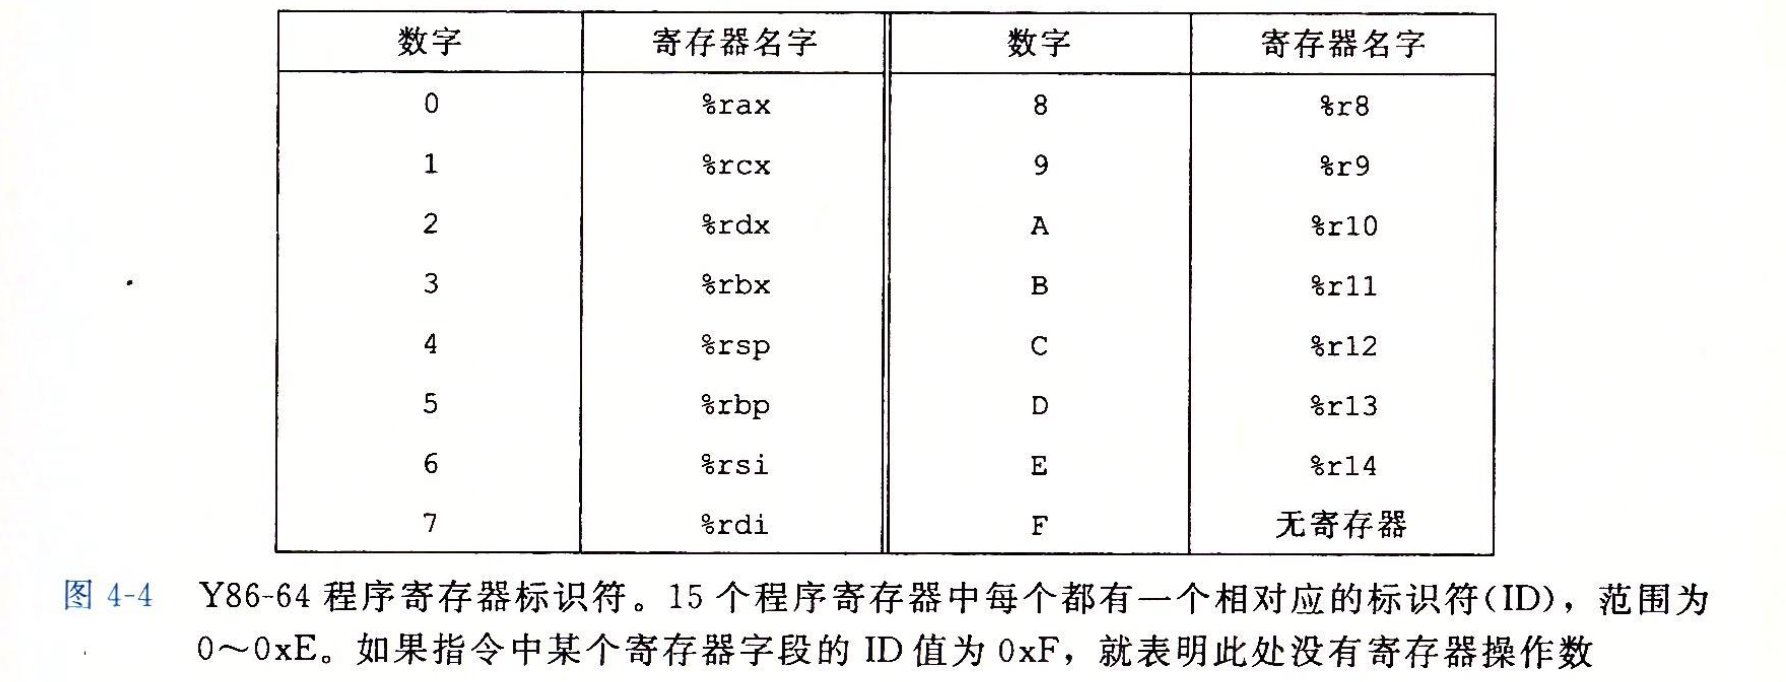 数字 寄存器名字 数字 寄存器名字
0 %rax 8 %r8
1 %rcx 9 %r9
2 %rdx A %r10
3 %rbx B %r11
4 %rsp C %r12
5 %rbp D %r13
6 %rsi E %r14
7 %rdi F 无寄存器
图 4-4 Y86-64 程序寄存器标识符。15 个程序寄存器中每个都有一个相对应的标识符(ID)，范围为
0～0xE。如果指令中某个寄存器字段的 ID 值为 0xF，就表明此处没有寄存器操作数